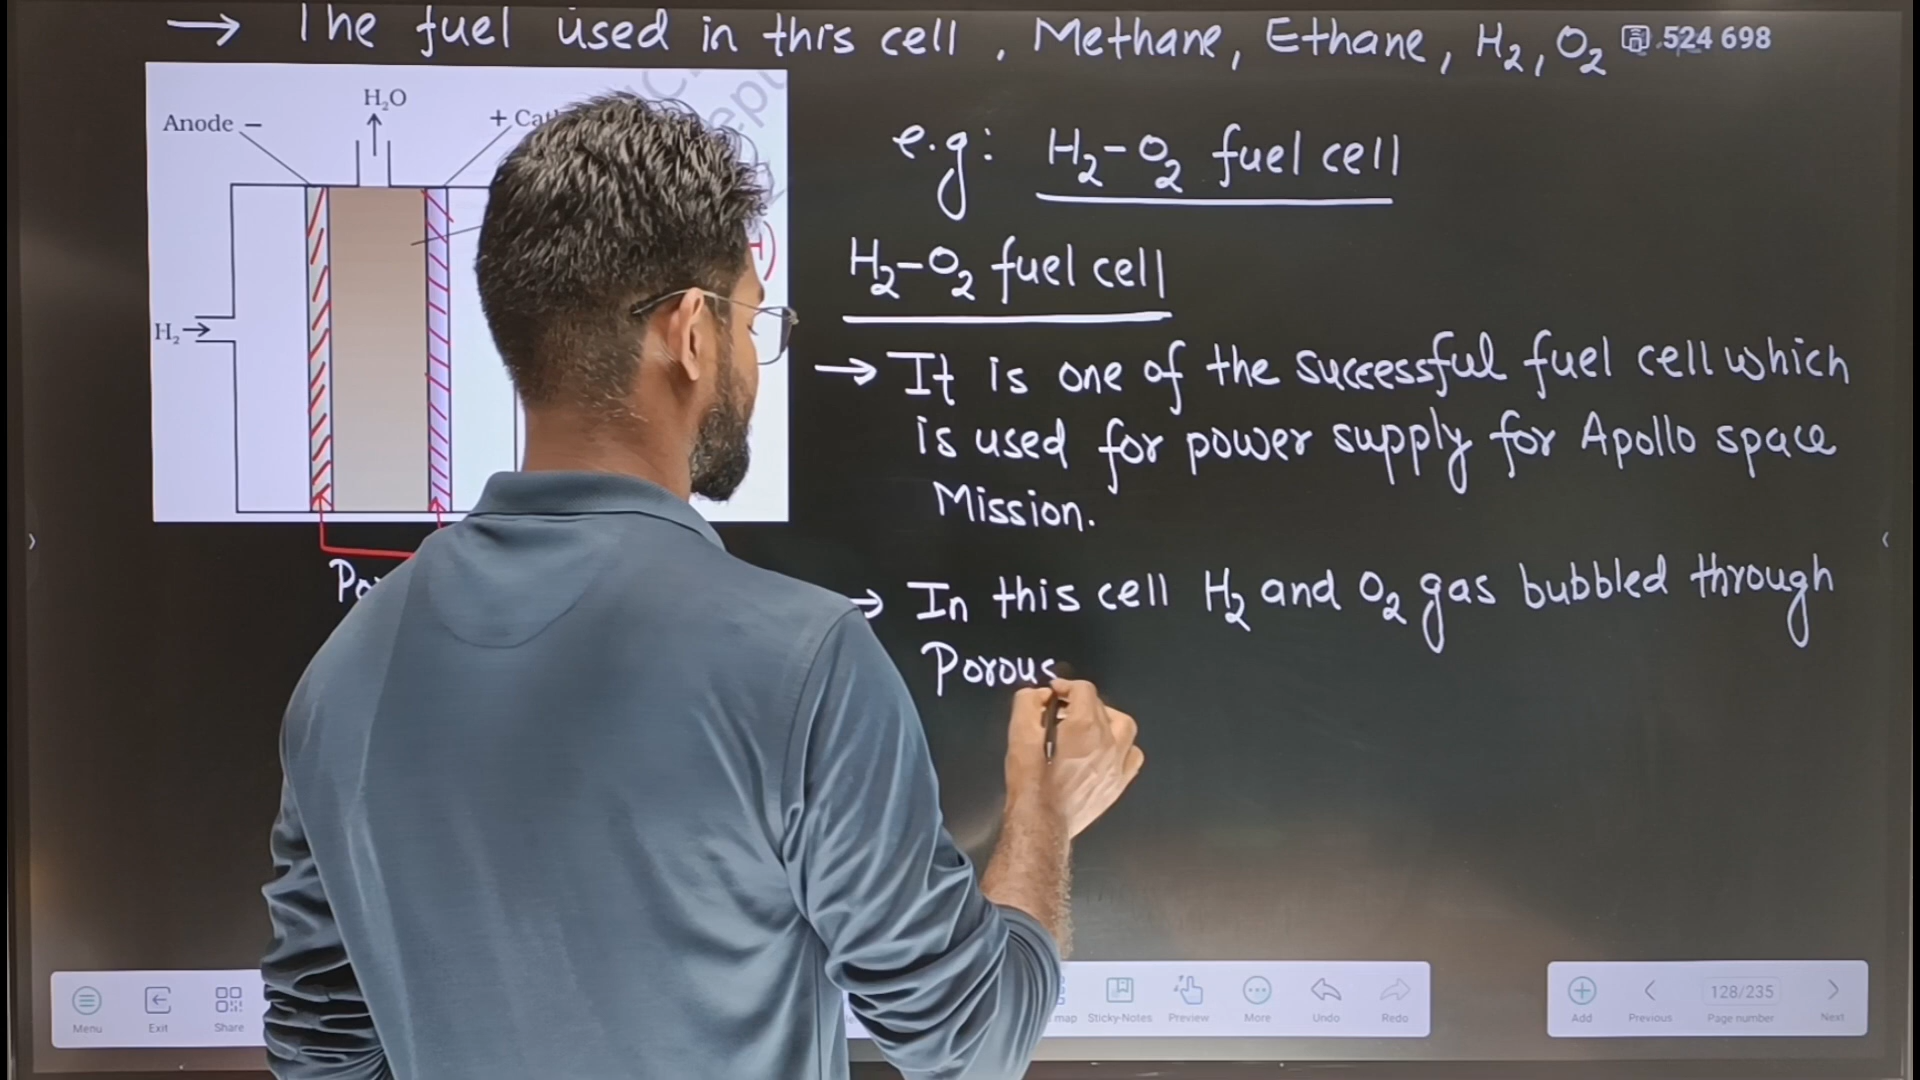 → The fuel used in this cell, Methane, Ethane, H₂, O₂
524 698
H₂O
Anode −
+ Cat
H₂ →
e.g: H₂-O₂ fuel cell
H₂-O₂ fuel cell
→ It is one of the successful fuel cell which
is used for power supply for Apollo space
Mission.
→ In this cell H₂ and O₂ gas bubbled through
Porous
Po
Menu Exit Share map Sticky-Notes Preview More Undo Redo Add Previous 128/235 Page number Next